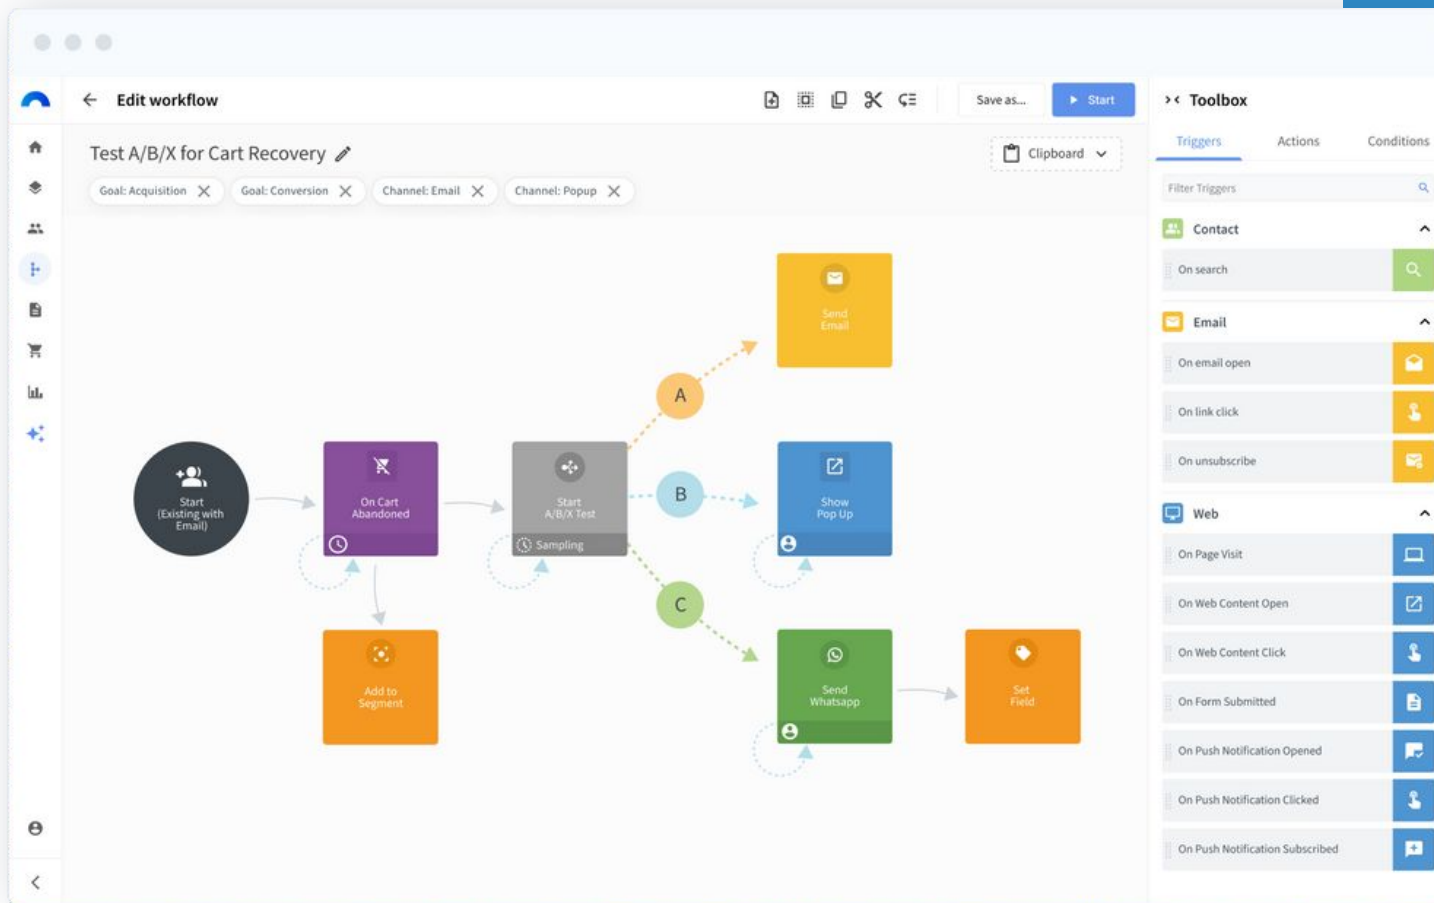 Edit workflow
Save as...
Start
Toolbox
Triggers
Actions
Conditions
Test A/B/X for Cart Recovery
Clipboard
Goal: Acquisition
Goal: Conversion
Channel: Email
Channel: Popup
Filter Triggers
Contact
On search
Email
On email open
On link click
On unsubscribe
Web
On Page Visit
On Web Content Open
On Web Content Click
On Form Submitted
On Push Notification Opened
On Push Notification Clicked
On Push Notification Subscribed
Send
Email
A
Start
(Existing with
Email)
On Cart
Abandoned
Start
A/B/X Test
Sampling
B
Show
Pop Up
C
Add to
Segment
Send
Whatsapp
Set
Field